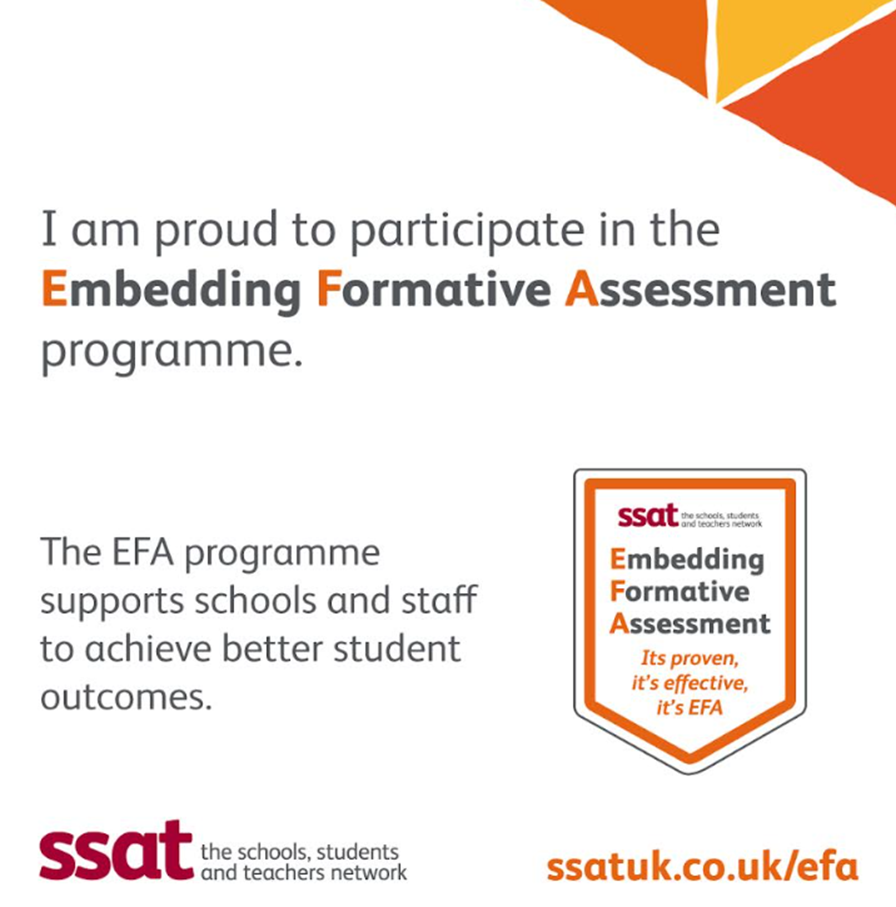 I am proud to participate in the
Embedding Formative Assessment
programme.
The EFA programme
supports schools and staff
to achieve better student
outcomes.
ssat the schools, students
and teachers network
Embedding
Formative
Assessment
Its proven,
it's effective,
it's EFA
ssat the schools, students
and teachers network
ssatuk.co.uk/efa